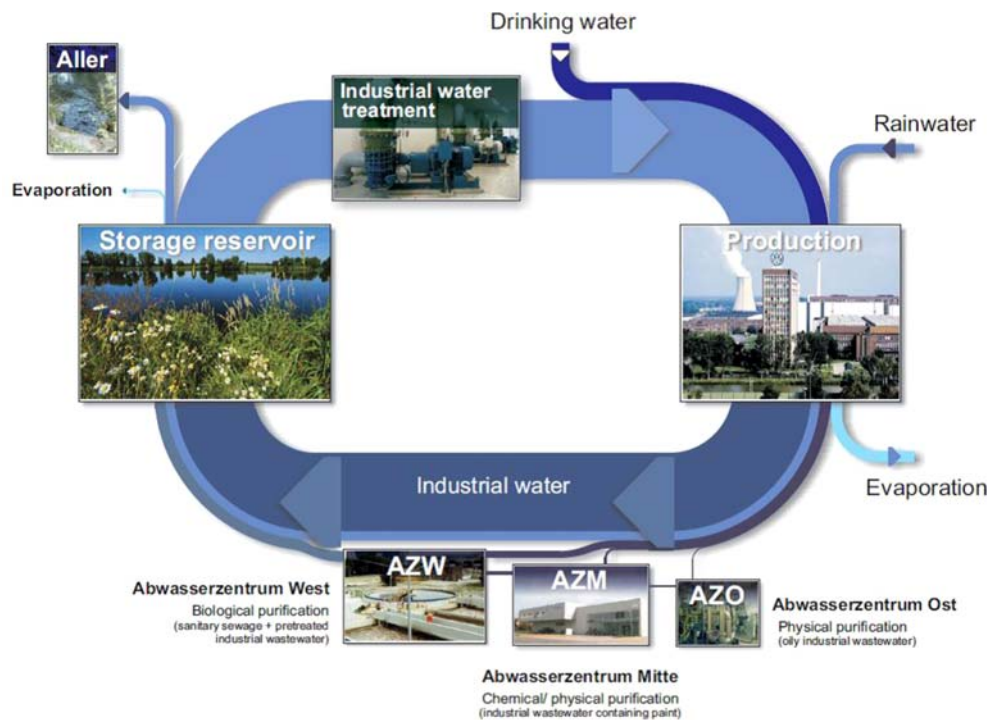 Drinking water
Aller
Industrial water
treatment
Rainwater
Evaporation
Storage reservoir
Production
Industrial water
Evaporation
AZW
AZM
AZO
Abwasserzentrum West
Biological purification
(sanitary sewage + pretreated
industrial wastewater)
Abwasserzentrum Ost
Physical purification
(oily industrial wastewater)
Abwasserzentrum Mitte
Chemical/ physical purification
(industrial wastewater containing paint)